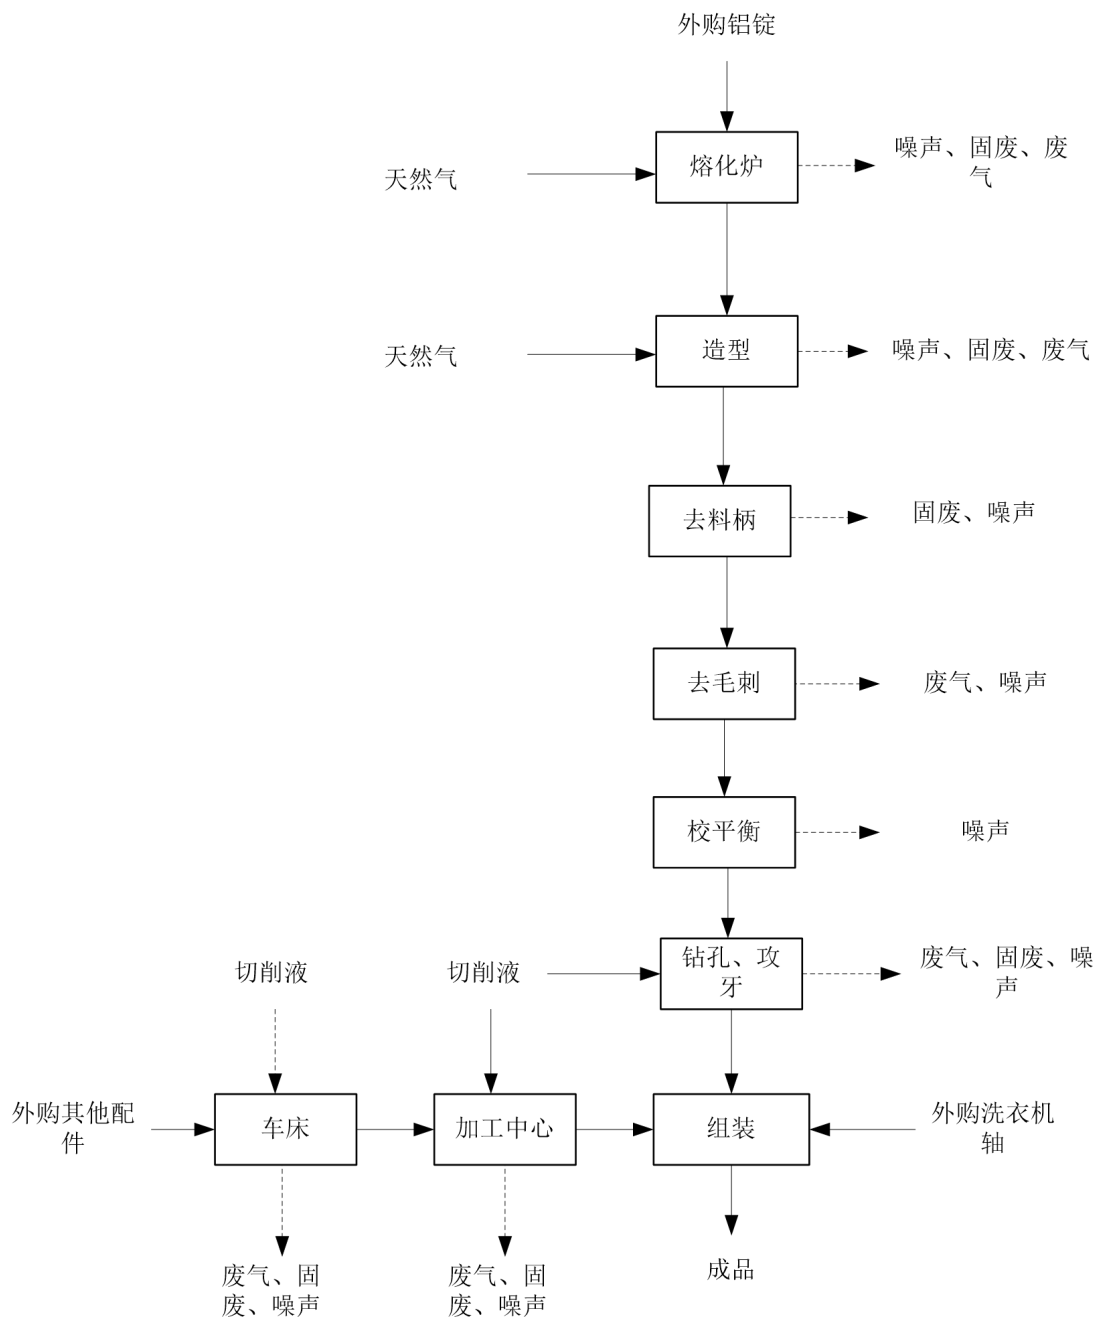 外购铝锭
熔化炉
噪声、固废、废
气
天然气
造型
噪声、固废、废气
天然气
去料柄
固废、噪声
去毛刺
废气、噪声
校平衡
噪声
切削液
切削液
钻孔、攻
牙
废气、固废、噪
声
外购其他配
件
车床
加工中心
组装
外购洗衣机
轴
废气、固
废、噪声
废气、固
废、噪声
成品